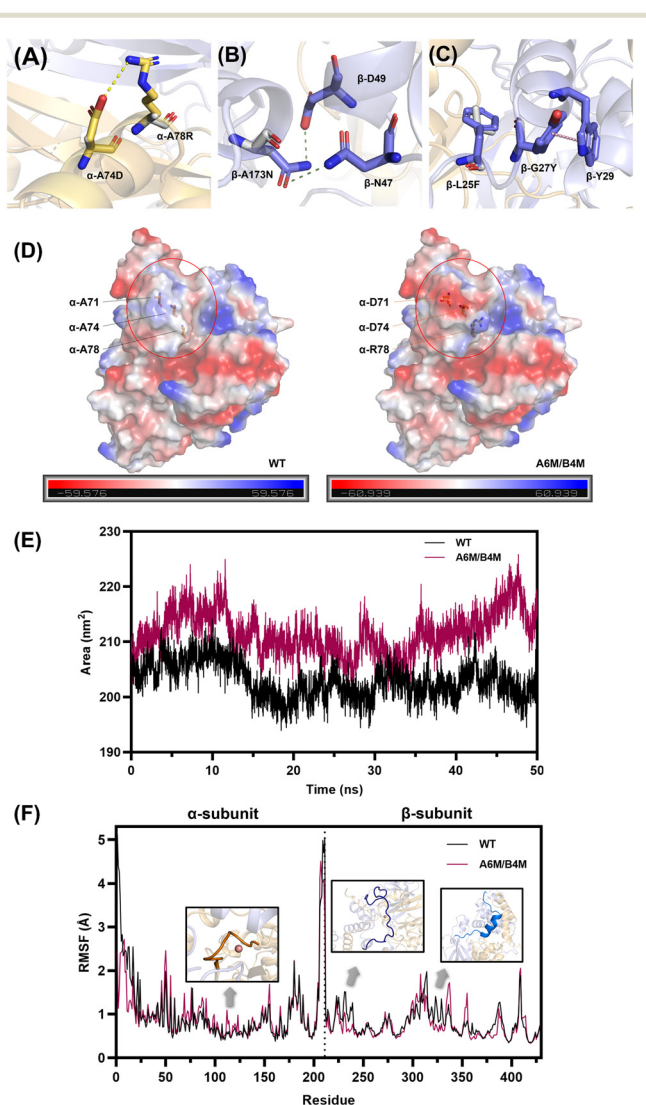 (A)
α-A78R
α-A74D
(B)
β-D49
β-A173N
β-N47
(C)
β-G27Y
β-L25F
β-Y29
(D)
α-A71
α-A74
α-A78
WT
-59.576
59.576
α-D71
α-D74
α-R78
A6M/B4M
-60.939
60.939
(E)
230
220
210
200
190
Area (nm²)
WT
A6M/B4M
0
10
20
30
40
50
Time (ns)
(F)
α-subunit
β-subunit
5
4
3
2
1
0
RMSF (Å)
WT
A6M/B4M
0
50
100
150
200
250
300
350
400
Residue